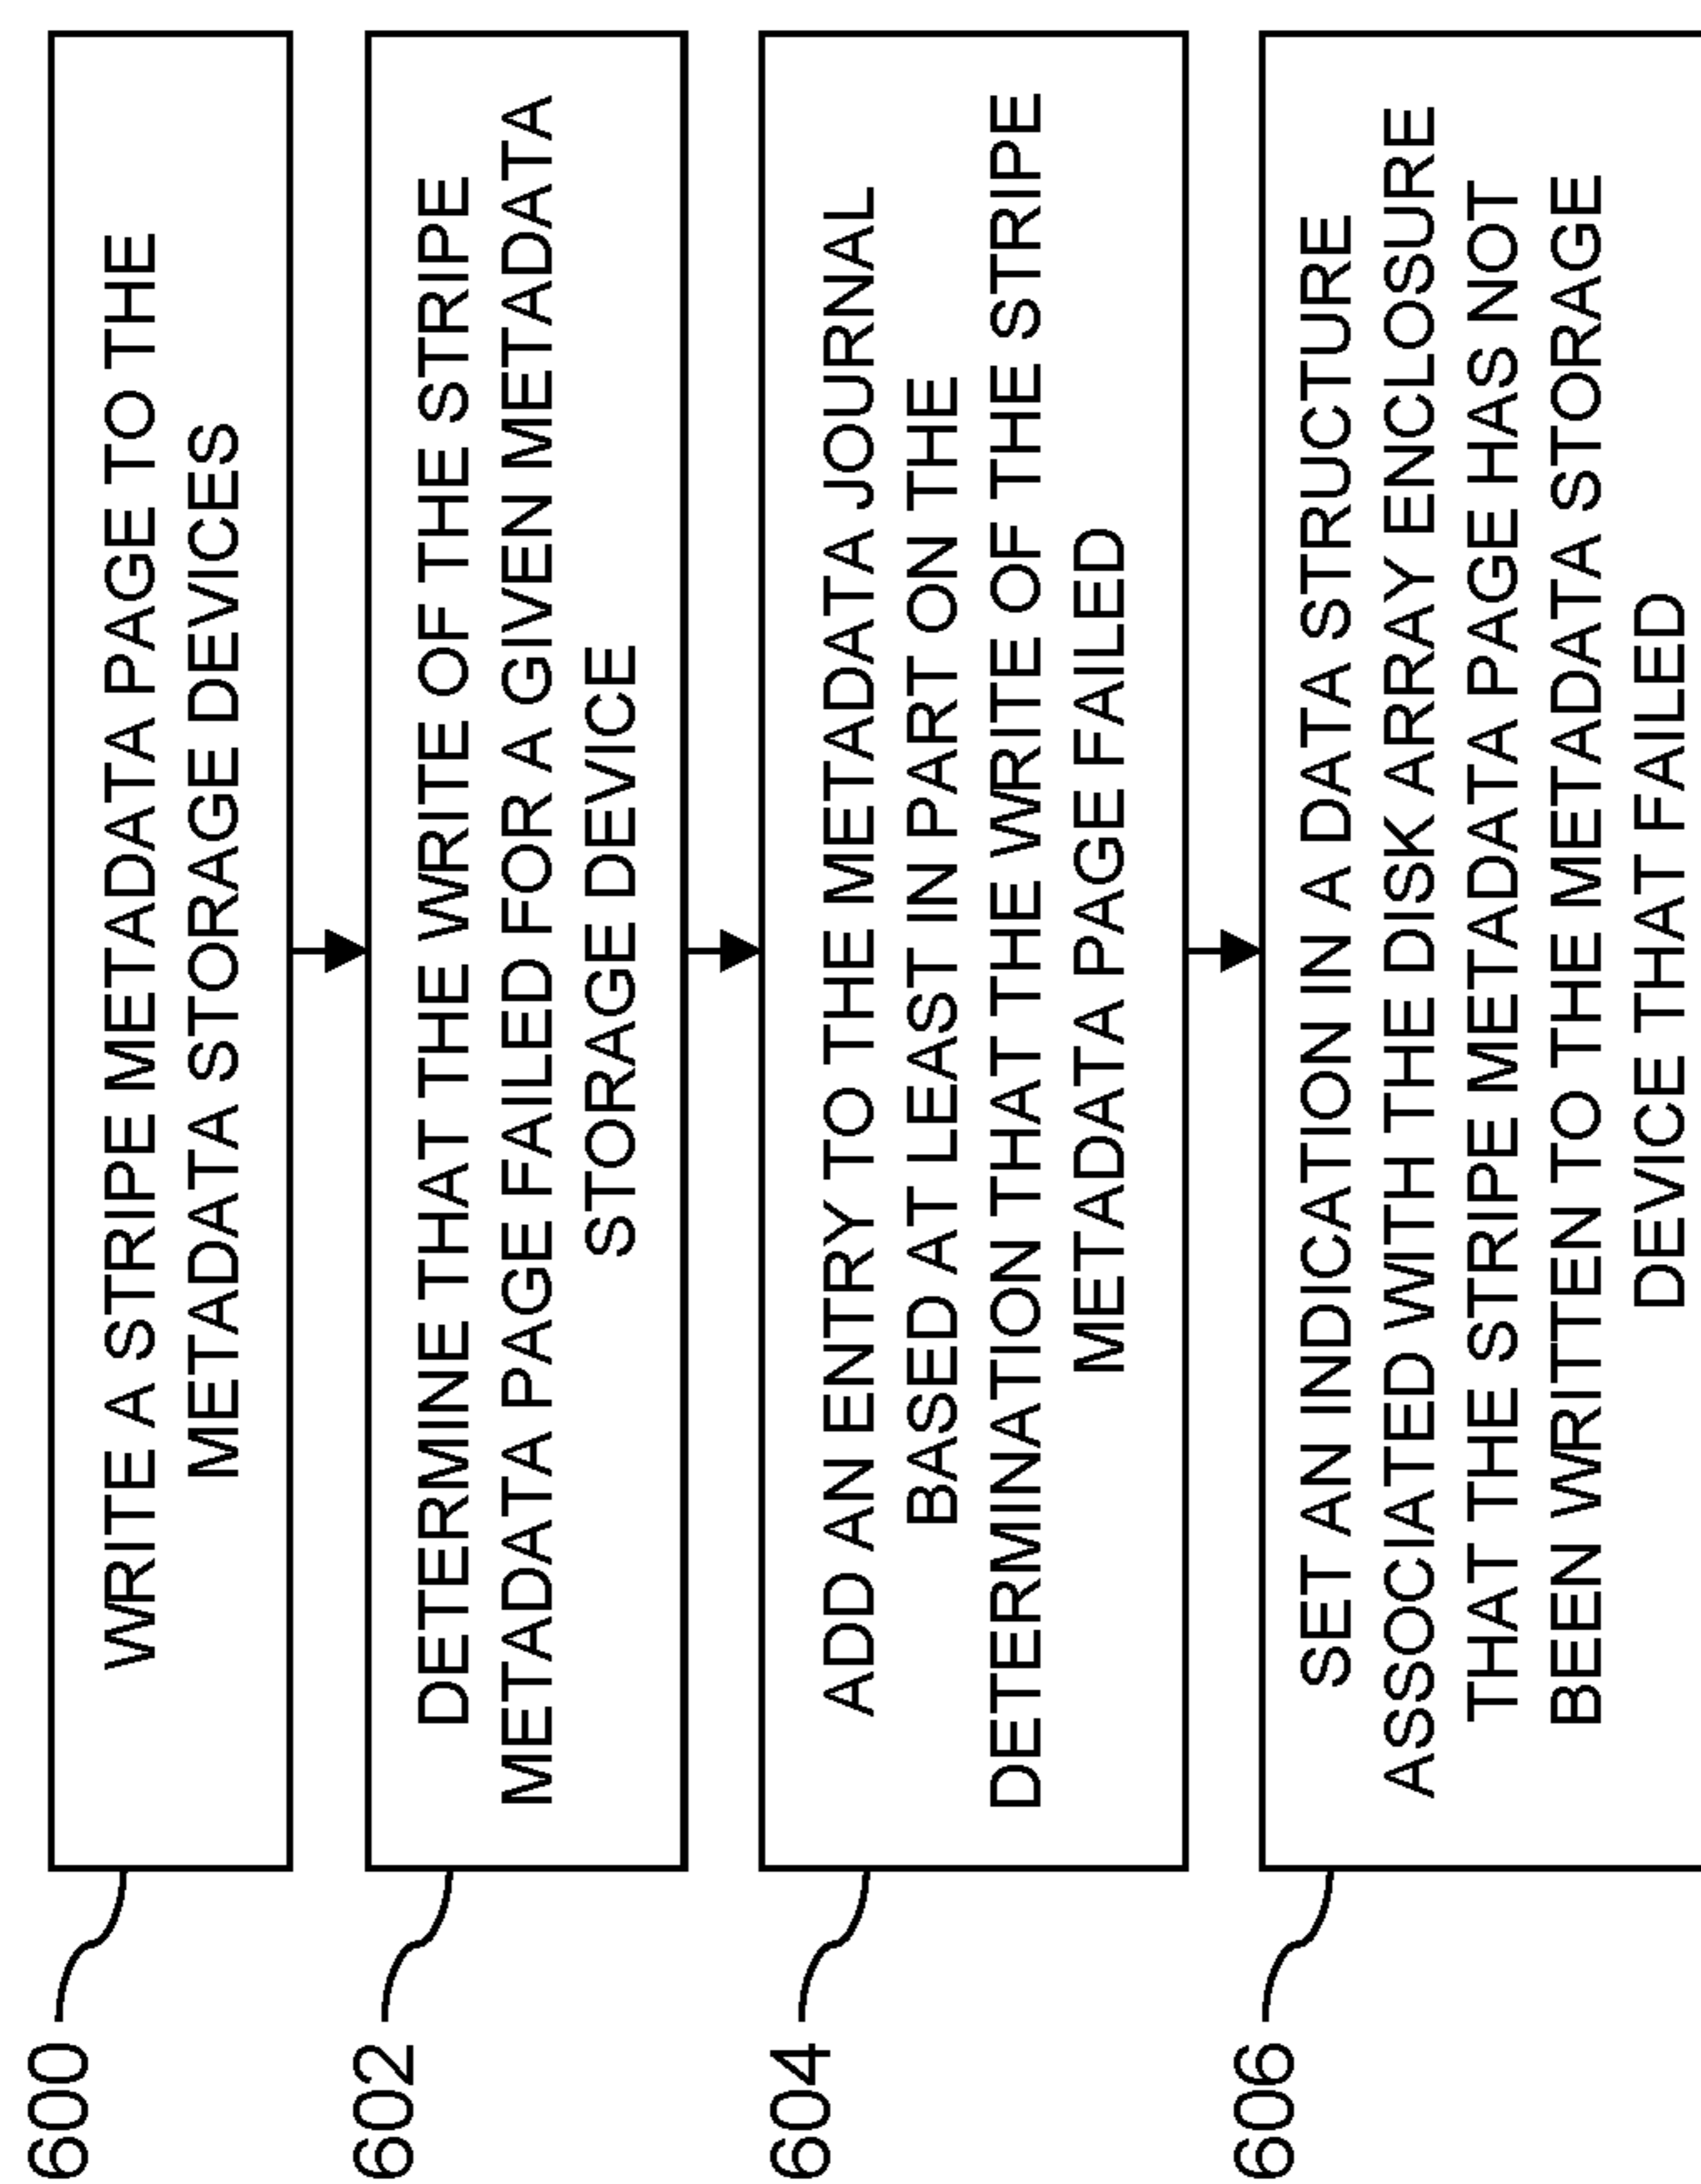 600
WRITE A STRIPE METADATA PAGE TO THE
METADATA STORAGE DEVICES
602
DETERMINE THAT THE WRITE OF THE STRIPE
METADATA PAGE FAILED FOR A GIVEN METADATA
STORAGE DEVICE
604
ADD AN ENTRY TO THE METADATA JOURNAL
BASED AT LEAST IN PART ON THE
DETERMINATION THAT THE WRITE OF THE STRIPE
METADATA PAGE FAILED
606
SET AN INDICATION IN A DATA STRUCTURE
ASSOCIATED WITH THE DISK ARRAY ENCLOSURE
THAT THE STRIPE METADATA PAGE HAS NOT
BEEN WRITTEN TO THE METADATA STORAGE
DEVICE THAT FAILED